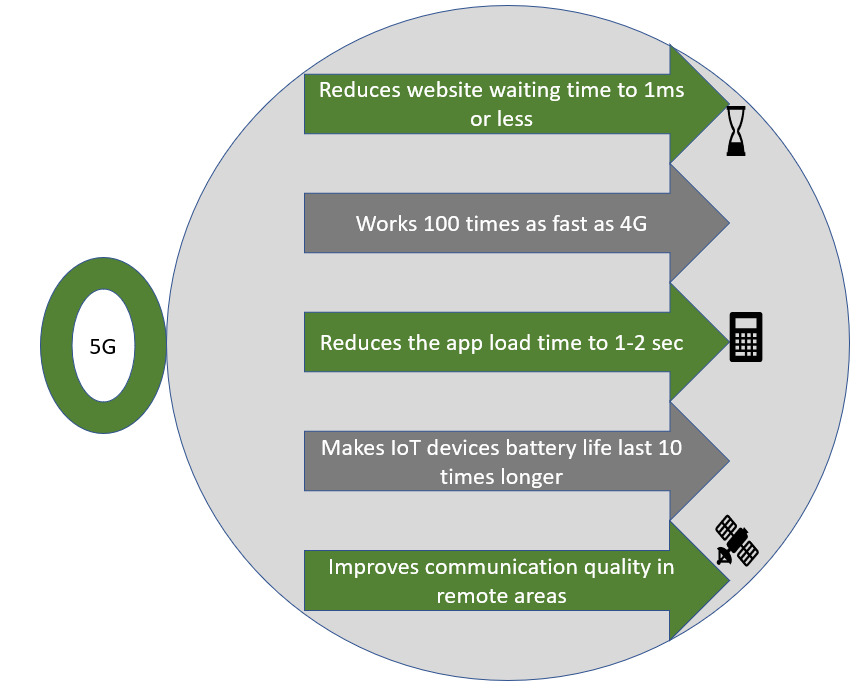 Reduces website waiting time to 1ms
or less
Works 100 times as fast as 4G
5G
Reduces the app load time to 1-2 sec
Makes IoT devices battery life last 10
times longer
Improves communication quality in
remote areas